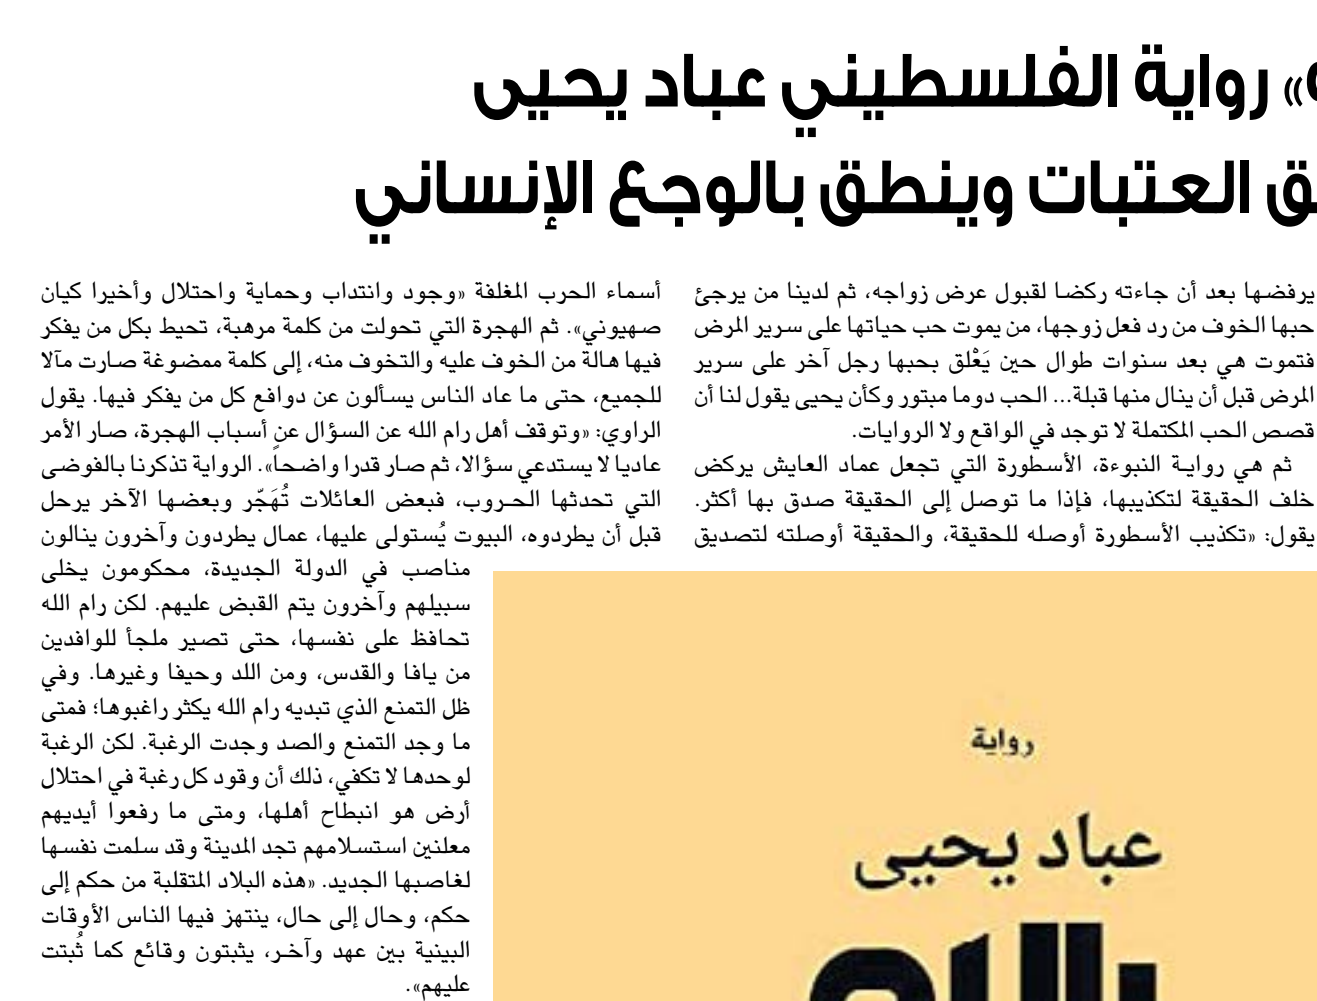 » رواية الفلسطيني عباد يحيى
العتبات وينطق بالوجع الإنساني
يرفضها بعد أن جاءته ركضا لقبول عرض زواجه، ثم لدينا من يرجئ
حبها الخوف من رد فعل زوجها، من يموت حب حياتها على سرير المرض
فتموت هي بعد سنوات طوال حين يَعْلق بحبها رجل آخر على سرير
المرض قبل أن ينال منها قبلة... الحب دوما مبتور وكأن يحيى يقول لنا أن
قصص الحب المكتملة لا توجد في الواقع ولا الروايات.
ثم هي رواية النبوءة، الأسطورة التي تجعل عماد العايش يركض
خلف الحقيقة لتكذيبها، فإذا ما توصل إلى الحقيقة صدق بها أكثر.
يقول: «تكذيب الأسطورة أوصله للحقيقة، والحقيقة أوصلته لتصديق
أسماء الحرب المغلفة «وجود وانتداب وحماية واحتلال وأخيرا كيان
صهيوني». ثم الهجرة التي تحولت من كلمة مرهبة، تحيط بكل من يفكر
فيها هالة من الخوف عليه والتخوف منه، إلى كلمة ممضوغة صارت مآلا
للجميع، حتى ما عاد الناس يسألون عن دوافع كل من يفكر فيها. يقول
الراوي: «وتوقف أهل رام الله عن السؤال عن أسباب الهجرة، صار الأمر
عاديا لا يستدعي سؤالا، ثم صار قدرا واضحاً». الرواية تذكرنا بالفوضى
التي تحدثها الحروب، فبعض العائلات تُهَجّر وبعضها الآخر يرحل
قبل أن يطردوه، البيوت يُستولى عليها، عمال يطردون وآخرون ينالون
مناصب في الدولة الجديدة، محكومون يخلى
سبيلهم وآخرون يتم القبض عليهم. لكن رام الله
تحافظ على نفسها، حتى تصير ملجأ للوافدين
من يافا والقدس، ومن اللد وحيفا وغيرها. وفي
ظل التمنع الذي تبديه رام الله يكثر راغبوها؛ فمتى
ما وجد التمنع والصد وجدت الرغبة. لكن الرغبة
لوحدها لا تكفي، ذلك أن وقود كل رغبة في احتلال
أرض هو انبطاح أهلها، ومتى ما رفعوا أيديهم
معلنين استسلامهم تجد المدينة وقد سلمت نفسها
لغاصبها الجديد. «هذه البلاد المتقلبة من حكم إلى
حكم، وحال إلى حال، ينتهز فيها الناس الأوقات
البينية بين عهد وآخر، يثبتون وقائع كما ثُبتت
عليهم».
رواية
عباد يحيى